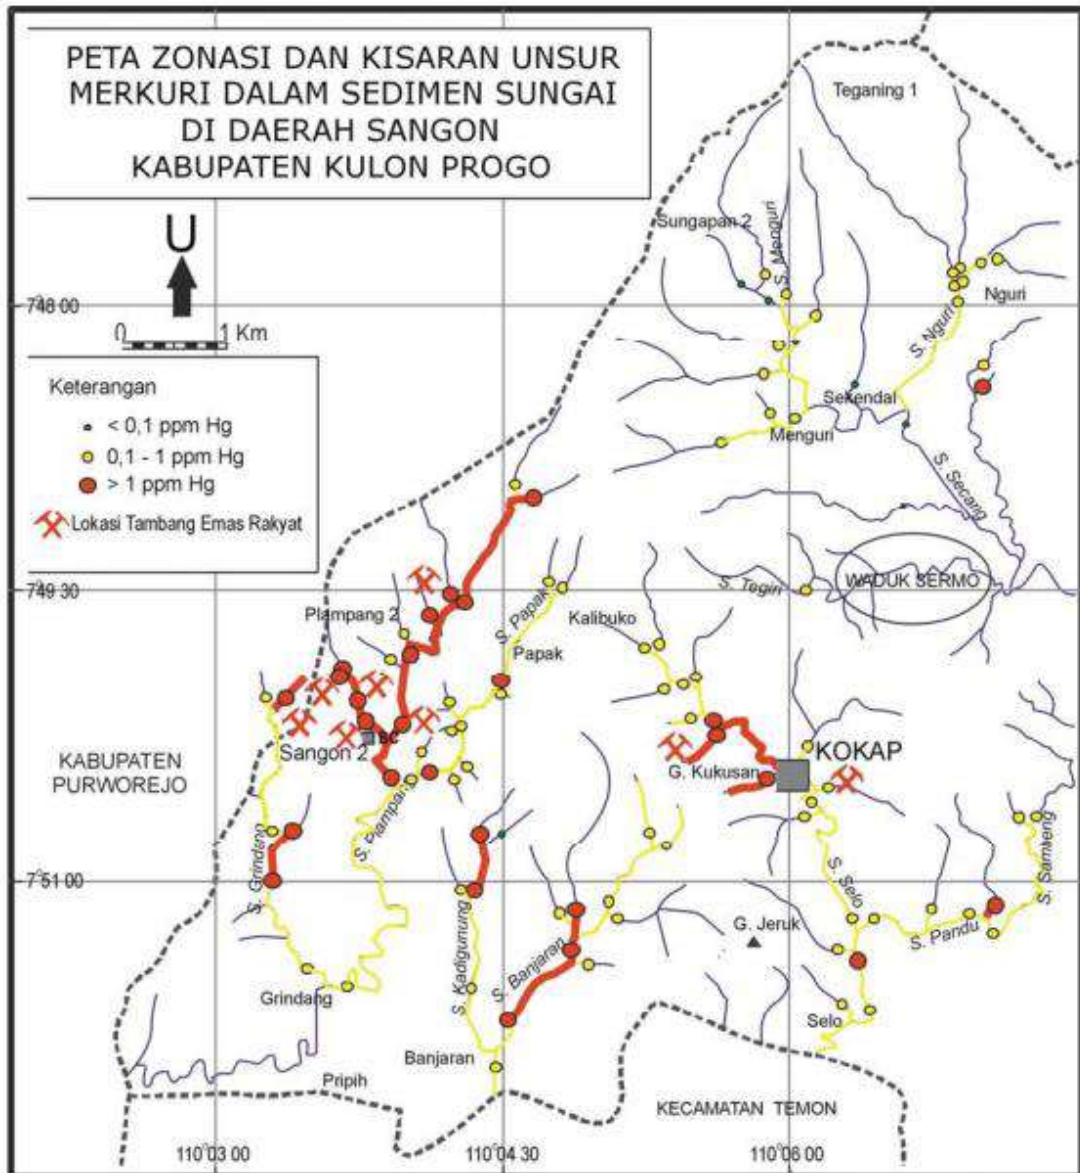 PETA ZONASI DAN KISARAN UNSUR
MERKURI DALAM SEDIMEN SUNGAI
DI DAERAH SANGON
KABUPATEN KULON PROGO
Teganing 1
Sungapan 2
S. Menguri
U
Nguri
7°48 00
S. Nguri
0 1 Km
Keterangan
< 0,1 ppm Hg
0,1 - 1 ppm Hg
> 1 ppm Hg
Lokasi Tambang Emas Rakyat
Sekendal
Menguri
S. Secang
7°49 30
S. Tegiri
WADUK SERMO
Plampang 2
S. Papak
Kalibuko
Papak
Sangon 2
KOKAP
G. Kukusan
KABUPATEN
PURWOREJO
S. Plampang
S. Grindang
7°51 00
S. Selo
S. Kadigunung
S. Banjaran
G. Jeruk
S. Pandu
Grindang
Selo
Banjaran
Pripih
KECAMATAN TEMON
110°03 00
110°04 30
110°06 00